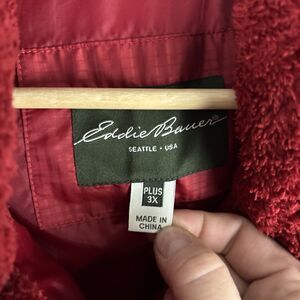 Eddie Bauer
SEATTLE • USA
PLUS
3X
MADE IN
CHINA